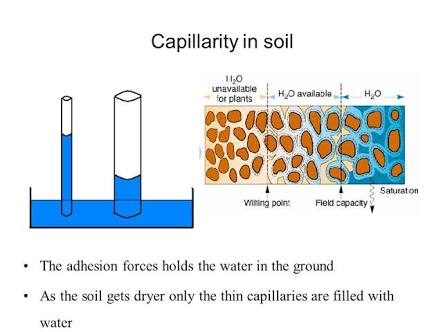 Capillarity in soil
H₂O
unavailable
for plants
H₂O available
H₂O
Wilting point
Field capacity
Saturation
• The adhesion forces holds the water in the ground
• As the soil gets dryer only the thin capillaries are filled with
water